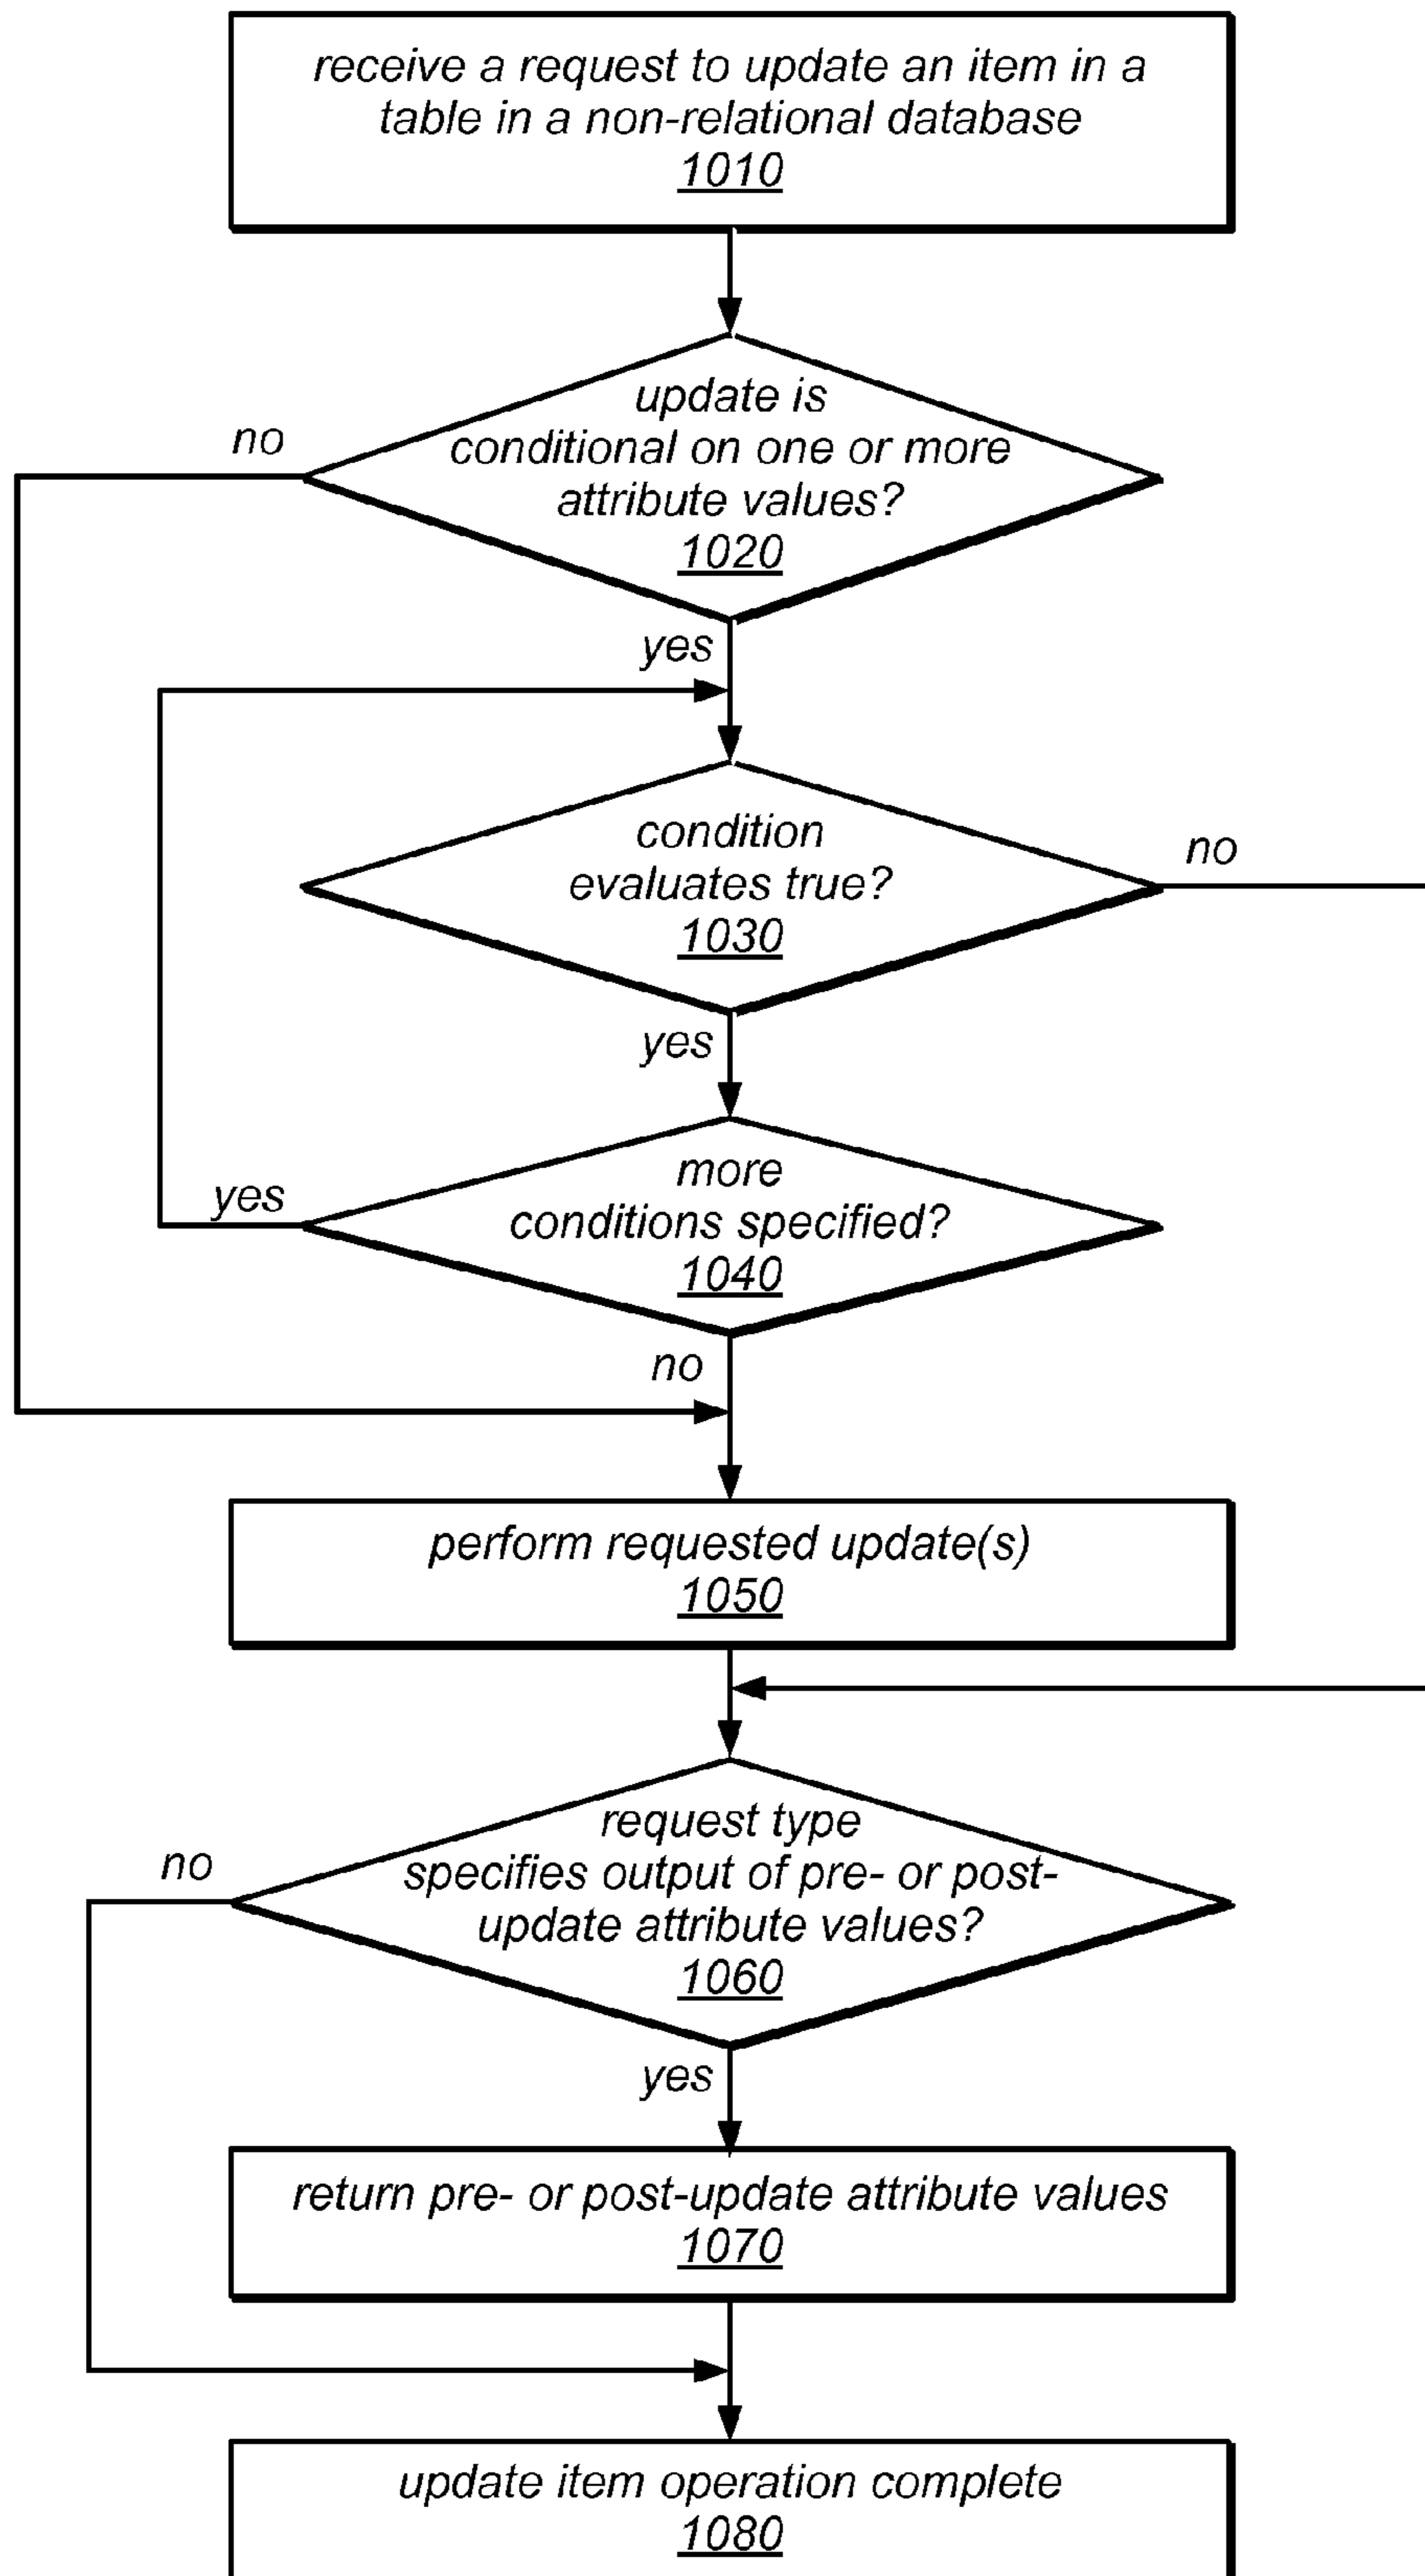 receive a request to update an item in a
table in a non-relational database
1010
update is
conditional on one or more
attribute values?
1020
no
yes
condition
evaluates true?
1030
no
yes
more
conditions specified?
1040
yes
no
perform requested update(s)
1050
request type
specifies output of pre- or post-
update attribute values?
1060
no
yes
return pre- or post-update attribute values
1070
update item operation complete
1080